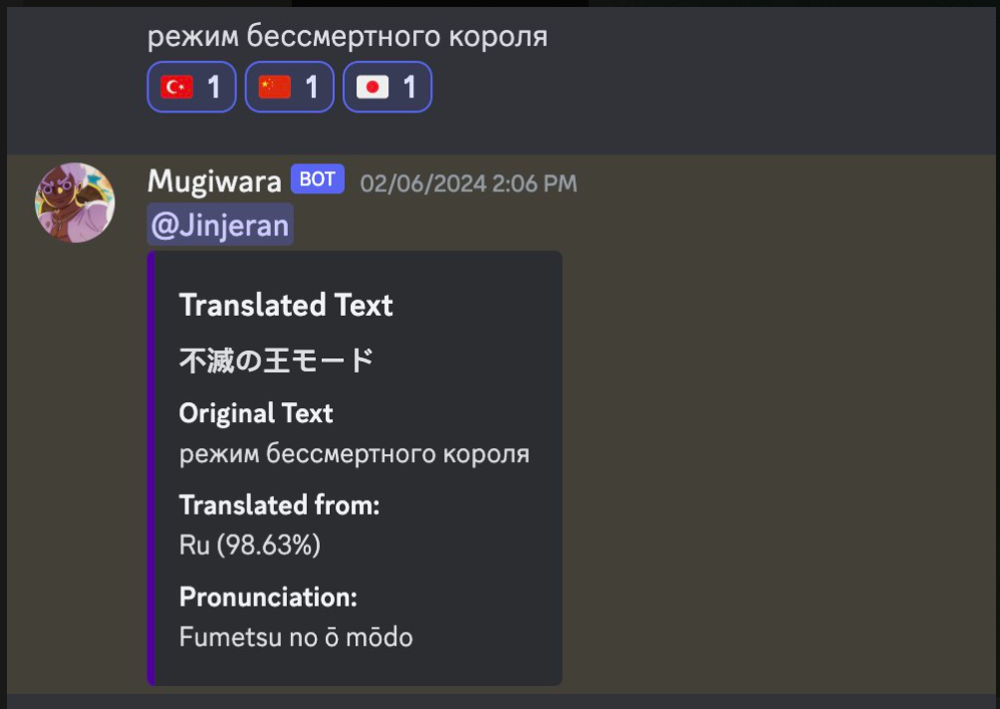 режим бессмертного короля
1 1 1
Mugiwara BOT 02/06/2024 2:06 PM
@Jinjeran
Translated Text
不滅の王モード
Original Text
режим бессмертного короля
Translated from:
Ru (98.63%)
Pronunciation:
Fumetsu no ō mōdo